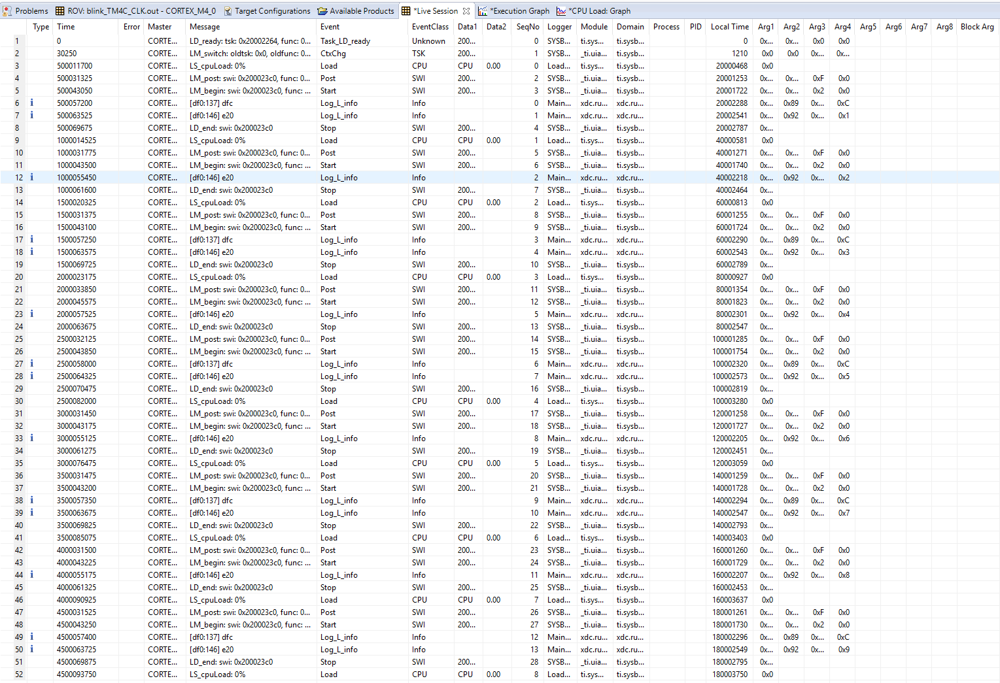 Problems ROV: blink_TM4C_CLK.out - CORTEX_M4_0 Target Configurations Available Products *Live Session *Execution Graph *CPU Load: Graph
Type Time Error Master Message Event EventClass Data1 Data2 SeqNo Logger Module Domain Process PID Local Time Arg1 Arg2 Arg3 Arg4 Arg5 Arg6 Arg7 Arg8 Block Arg
1 0 CORTE... LD_ready: tsk: 0x20002264, func: 0... Task_LD_ready Unknown 200... 0 SYSB... ti.sys... ti.sysb... 0 0x... 0x... 0x0 0x0
2 30250 CORTE... LM_switch: oldtsk: 0x0, oldfunc: 0... CtxChg TSK 200... 1 SYSB... _ti.uia... ti.sysb... 1210 0x0 0x0 0x... 0x...
3 500011700 CORTE... LS_cpuLoad: 0% Load CPU CPU 0.00 0 Load... ti.sys... ti.sysb... 20000468 0x0
4 500031325 CORTE... LM_post: swi: 0x200023c0, func: 0... Post SWI 200... 2 SYSB... _ti.uia... ti.sysb... 20001253 0x... 0x... 0xF 0x0
5 500043050 CORTE... LM_begin: swi: 0x200023c0, func: ... Start SWI 200... 3 SYSB... _ti.uia... ti.sysb... 20001722 0x... 0x... 0x2 0x0
6 i 500057200 CORTE... [df0:137] dfc Log_L_info Info 0 Main... xdc.ru... xdc.ru... 20002288 0x... 0x89 0x... 0xC
7 i 500063525 CORTE... [df0:146] e20 Log_L_info Info 1 Main... xdc.ru... xdc.ru... 20002541 0x... 0x92 0x... 0x1
8 500069675 CORTE... LD_end: swi: 0x200023c0 Stop SWI 200... 4 SYSB... _ti.uia... ti.sysb... 20002787 0x...
9 1000014525 CORTE... LS_cpuLoad: 0% Load CPU CPU 0.00 1 Load... ti.sys... ti.sysb... 40000581 0x0
10 1000031775 CORTE... LM_post: swi: 0x200023c0, func: 0... Post SWI 200... 5 SYSB... _ti.uia... ti.sysb... 40001271 0x... 0x... 0xF 0x0
11 1000043500 CORTE... LM_begin: swi: 0x200023c0, func: ... Start SWI 200... 6 SYSB... _ti.uia... ti.sysb... 40001740 0x... 0x... 0x2 0x0
12 i 1000055450 CORTE... [df0:146] e20 Log_L_info Info 2 Main... xdc.ru... xdc.ru... 40002218 0x... 0x92 0x... 0x2
13 1000061600 CORTE... LD_end: swi: 0x200023c0 Stop SWI 200... 7 SYSB... _ti.uia... ti.sysb... 40002464 0x...
14 1500020325 CORTE... LS_cpuLoad: 0% Load CPU CPU 0.00 2 Load... ti.sys... ti.sysb... 60000813 0x0
15 1500031375 CORTE... LM_post: swi: 0x200023c0, func: 0... Post SWI 200... 8 SYSB... _ti.uia... ti.sysb... 60001255 0x... 0x... 0xF 0x0
16 1500043100 CORTE... LM_begin: swi: 0x200023c0, func: ... Start SWI 200... 9 SYSB... _ti.uia... ti.sysb... 60001724 0x... 0x... 0x2 0x0
17 i 1500057250 CORTE... [df0:137] dfc Log_L_info Info 3 Main... xdc.ru... xdc.ru... 60002290 0x... 0x89 0x... 0xC
18 i 1500063575 CORTE... [df0:146] e20 Log_L_info Info 4 Main... xdc.ru... xdc.ru... 60002543 0x... 0x92 0x... 0x3
19 1500069725 CORTE... LD_end: swi: 0x200023c0 Stop SWI 200... 10 SYSB... _ti.uia... ti.sysb... 60002789 0x...
20 2000023175 CORTE... LS_cpuLoad: 0% Load CPU CPU 0.00 3 Load... ti.sys... ti.sysb... 80000927 0x0
21 2000033850 CORTE... LM_post: swi: 0x200023c0, func: 0... Post SWI 200... 11 SYSB... _ti.uia... ti.sysb... 80001354 0x... 0x... 0xF 0x0
22 2000045575 CORTE... LM_begin: swi: 0x200023c0, func: ... Start SWI 200... 12 SYSB... _ti.uia... ti.sysb... 80001823 0x... 0x... 0x2 0x0
23 i 2000057525 CORTE... [df0:146] e20 Log_L_info Info 5 Main... xdc.ru... xdc.ru... 80002301 0x... 0x92 0x... 0x4
24 2000063675 CORTE... LD_end: swi: 0x200023c0 Stop SWI 200... 13 SYSB... _ti.uia... ti.sysb... 80002547 0x...
25 2500032125 CORTE... LM_post: swi: 0x200023c0, func: 0... Post SWI 200... 14 SYSB... _ti.uia... ti.sysb... 100001285 0x... 0x... 0xF 0x0
26 2500043850 CORTE... LM_begin: swi: 0x200023c0, func: ... Start SWI 200... 15 SYSB... _ti.uia... ti.sysb... 100001754 0x... 0x... 0x2 0x0
27 i 2500058000 CORTE... [df0:137] dfc Log_L_info Info 6 Main... xdc.ru... xdc.ru... 100002320 0x... 0x89 0x... 0xC
28 i 2500064325 CORTE... [df0:146] e20 Log_L_info Info 7 Main... xdc.ru... xdc.ru... 100002573 0x... 0x92 0x... 0x5
29 2500070475 CORTE... LD_end: swi: 0x200023c0 Stop SWI 200... 16 SYSB... _ti.uia... ti.sysb... 100002819 0x...
30 2500082000 CORTE... LS_cpuLoad: 0% Load CPU CPU 0.00 4 Load... ti.sys... ti.sysb... 100003280 0x0
31 3000031450 CORTE... LM_post: swi: 0x200023c0, func: 0... Post SWI 200... 17 SYSB... _ti.uia... ti.sysb... 120001258 0x... 0x... 0xF 0x0
32 3000043175 CORTE... LM_begin: swi: 0x200023c0, func: ... Start SWI 200... 18 SYSB... _ti.uia... ti.sysb... 120001727 0x... 0x... 0x2 0x0
33 i 3000055125 CORTE... [df0:146] e20 Log_L_info Info 8 Main... xdc.ru... xdc.ru... 120002205 0x... 0x92 0x... 0x6
34 3000061275 CORTE... LD_end: swi: 0x200023c0 Stop SWI 200... 19 SYSB... _ti.uia... ti.sysb... 120002451 0x...
35 3000076475 CORTE... LS_cpuLoad: 0% Load CPU CPU 0.00 5 Load... ti.sys... ti.sysb... 120003059 0x0
36 3500031475 CORTE... LM_post: swi: 0x200023c0, func: 0... Post SWI 200... 20 SYSB... _ti.uia... ti.sysb... 140001259 0x... 0x... 0xF 0x0
37 3500043200 CORTE... LM_begin: swi: 0x200023c0, func: ... Start SWI 200... 21 SYSB... _ti.uia... ti.sysb... 140001728 0x... 0x... 0x2 0x0
38 i 3500057350 CORTE... [df0:137] dfc Log_L_info Info 9 Main... xdc.ru... xdc.ru... 140002294 0x... 0x89 0x... 0xC
39 i 3500063675 CORTE... [df0:146] e20 Log_L_info Info 10 Main... xdc.ru... xdc.ru... 140002547 0x... 0x92 0x... 0x7
40 3500069825 CORTE... LD_end: swi: 0x200023c0 Stop SWI 200... 22 SYSB... _ti.uia... ti.sysb... 140002793 0x...
41 3500085075 CORTE... LS_cpuLoad: 0% Load CPU CPU 0.00 6 Load... ti.sys... ti.sysb... 140003403 0x0
42 4000031500 CORTE... LM_post: swi: 0x200023c0, func: 0... Post SWI 200... 23 SYSB... _ti.uia... ti.sysb... 160001260 0x... 0x... 0xF 0x0
43 4000043225 CORTE... LM_begin: swi: 0x200023c0, func: ... Start SWI 200... 24 SYSB... _ti.uia... ti.sysb... 160001729 0x... 0x... 0x2 0x0
44 i 4000055175 CORTE... [df0:146] e20 Log_L_info Info 11 Main... xdc.ru... xdc.ru... 160002207 0x... 0x92 0x... 0x8
45 4000061325 CORTE... LD_end: swi: 0x200023c0 Stop SWI 200... 25 SYSB... _ti.uia... ti.sysb... 160002453 0x...
46 4000090925 CORTE... LS_cpuLoad: 0% Load CPU CPU 0.00 7 Load... ti.sys... ti.sysb... 160003637 0x0
47 4500031525 CORTE... LM_post: swi: 0x200023c0, func: 0... Post SWI 200... 26 SYSB... _ti.uia... ti.sysb... 180001261 0x... 0x... 0xF 0x0
48 4500043250 CORTE... LM_begin: swi: 0x200023c0, func: ... Start SWI 200... 27 SYSB... _ti.uia... ti.sysb... 180001730 0x... 0x... 0x2 0x0
49 i 4500057400 CORTE... [df0:137] dfc Log_L_info Info 12 Main... xdc.ru... xdc.ru... 180002296 0x... 0x89 0x... 0xC
50 i 4500063725 CORTE... [df0:146] e20 Log_L_info Info 13 Main... xdc.ru... xdc.ru... 180002549 0x... 0x92 0x... 0x9
51 4500069875 CORTE... LD_end: swi: 0x200023c0 Stop SWI 200... 28 SYSB... _ti.uia... ti.sysb... 180002795 0x...
52 4500093750 CORTE... LS_cpuLoad: 0% Load CPU CPU 0.00 8 Load... ti.sys... ti.sysb... 180003750 0x0